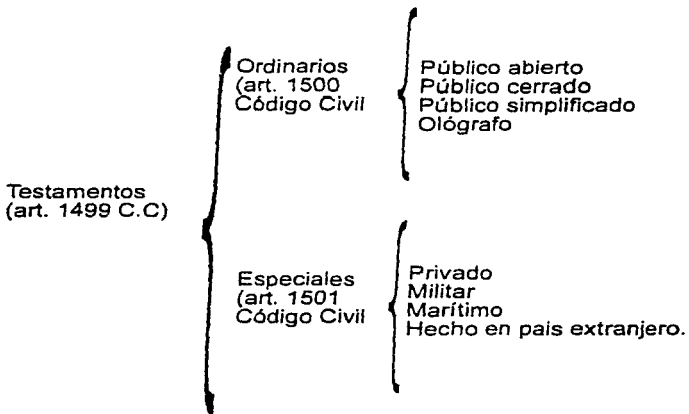 Testamentos
(art. 1499 C.C)
Ordinarios
(art. 1500
Código Civil
Público abierto
Público cerrado
Público simplificado
Ológrafo
Especiales
(art. 1501
Código Civil
Privado
Militar
Marítimo
Hecho en pais extranjero.